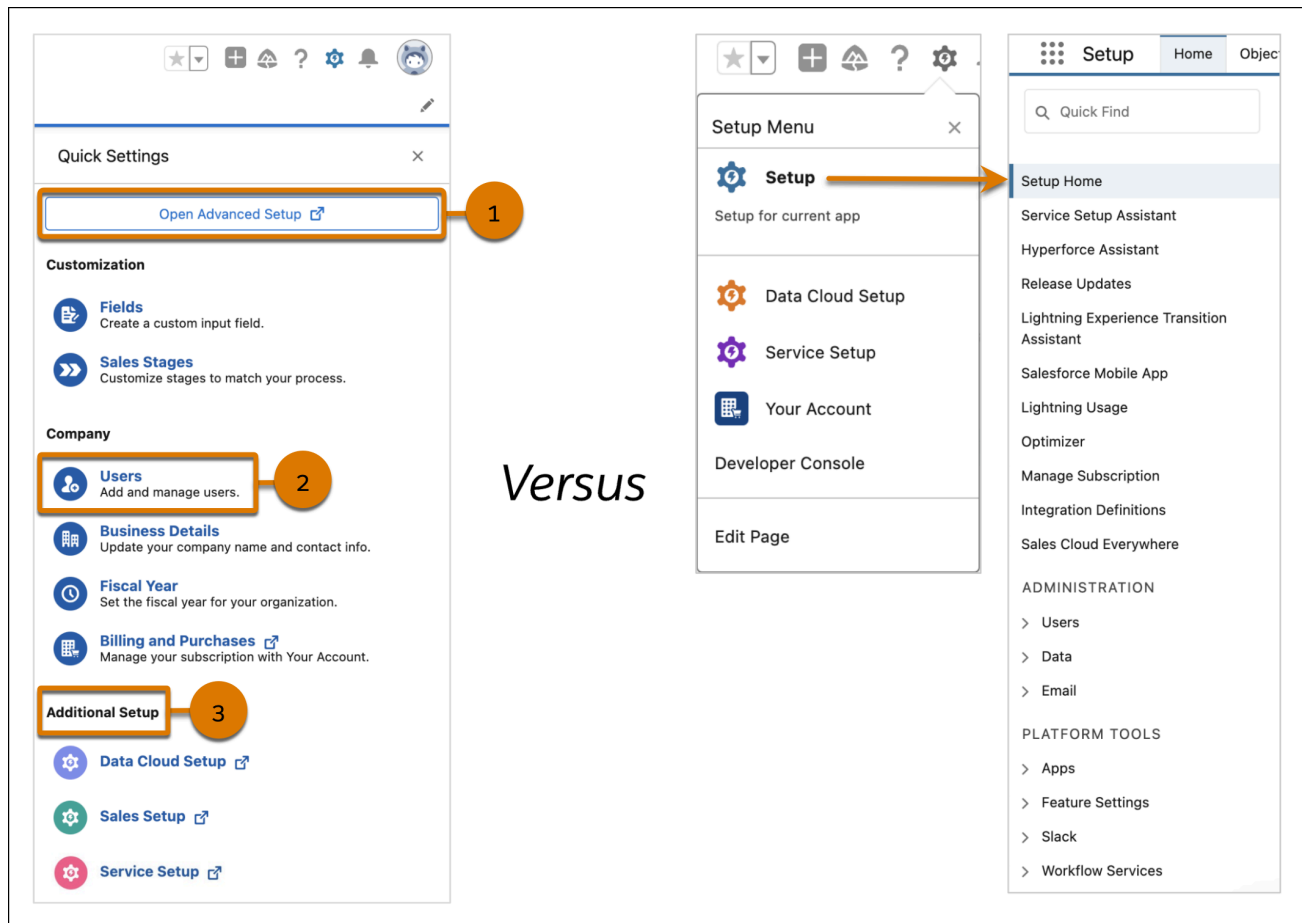 Quick Settings
Open Advanced Setup
1
Customization
Fields
Create a custom input field.
Sales Stages
Customize stages to match your process.
Company
Users
Add and manage users.
2
Business Details
Update your company name and contact info.
Fiscal Year
Set the fiscal year for your organization.
Billing and Purchases
Manage your subscription with Your Account.
Additional Setup
3
Data Cloud Setup
Sales Setup
Service Setup
Versus
Setup Menu
Setup
Setup for current app
Data Cloud Setup
Service Setup
Your Account
Developer Console
Edit Page
Setup Home Objec
Quick Find
Setup Home
Service Setup Assistant
Hyperforce Assistant
Release Updates
Lightning Experience Transition
Assistant
Salesforce Mobile App
Lightning Usage
Optimizer
Manage Subscription
Integration Definitions
Sales Cloud Everywhere
ADMINISTRATION
Users
Data
Email
PLATFORM TOOLS
Apps
Feature Settings
Slack
Workflow Services